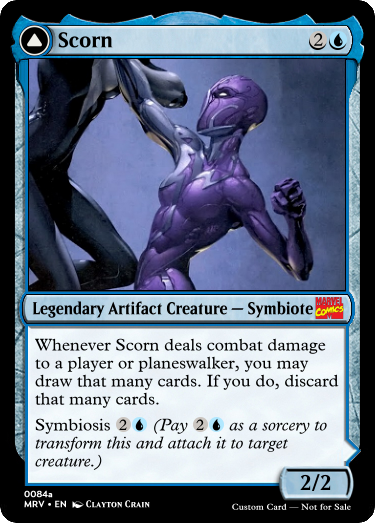 Scorn
2
Legendary Artifact Creature — Symbiote
MARVEL
COMICS
Whenever Scorn deals combat damage
to a player or planeswalker, you may
draw that many cards. If you do, discard
that many cards.
Symbiosis 2 (Pay 2 as a sorcery to
transform this and attach it to target
creature.)
2/2
0084a
MRV • EN Clayton Crain
Custom Card — Not for Sale